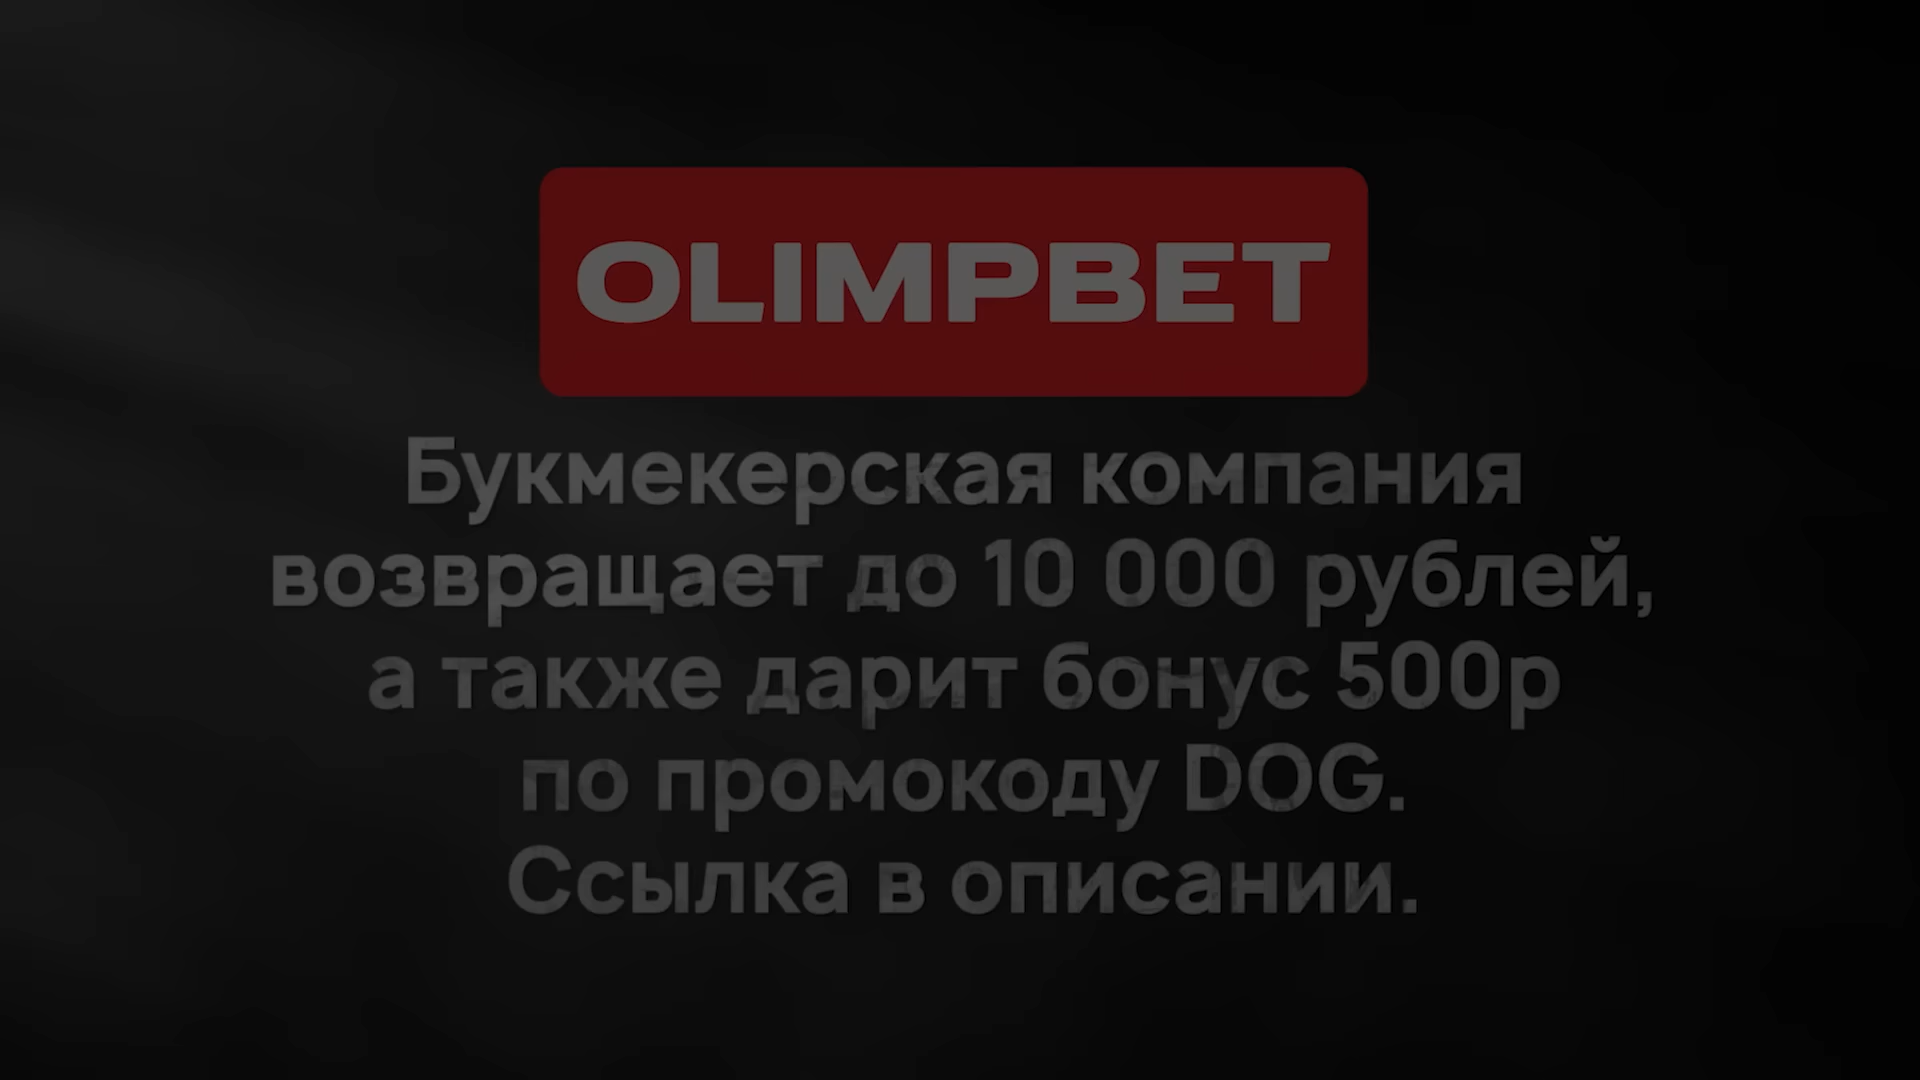 OLIMPBET
Букмекерская компания
возвращает до 10 000 рублей,
а также дарит бонус 500р
по промокоду DOG.
Ссылка в описании.